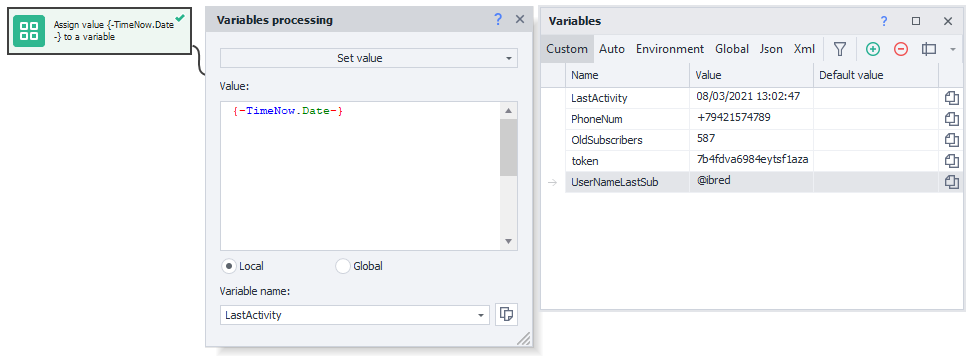 Assign value {-TimeNow.Date
-} to a variable
Variables processing
?
Set value
Value:
{-TimeNow.Date-}
Local
Global
Variable name:
LastActivity
Variables
?
Custom Auto Environment Global Json Xml
Name Value Default value
LastActivity 08/03/2021 13:02:47
PhoneNum +79421574789
OldSubscribers 587
token 7b4fdva6984eytsf1aza
UserNameLastSub @ibred